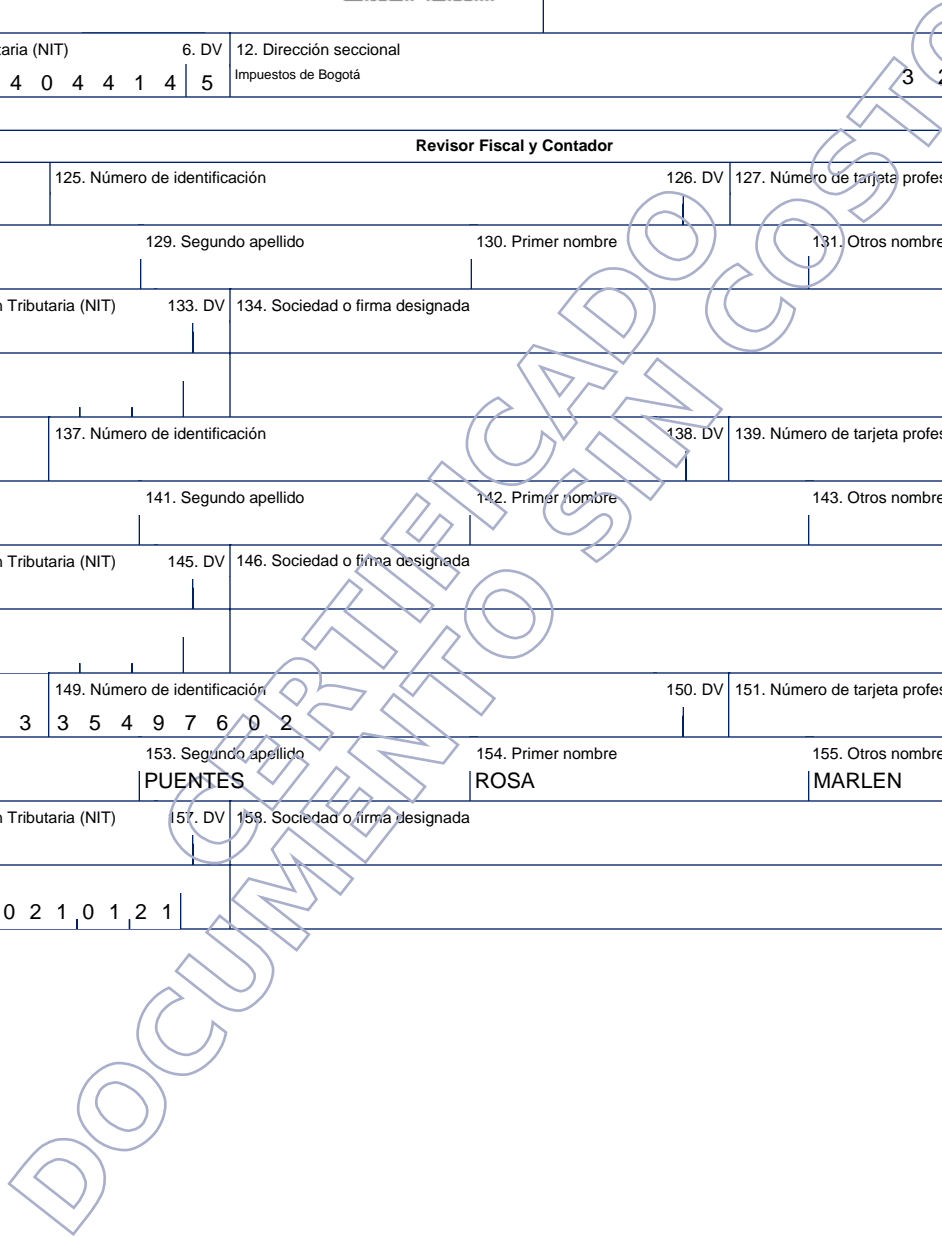 aria (NIT) 6. DV 12. Dirección seccional
4 0 4 4 1 4 5 Impuestos de Bogotá 3 2
Revisor Fiscal y Contador
125. Número de identificación 126. DV 127. Número de tarjeta profes
129. Segundo apellido 130. Primer nombre 131. Otros nombre
n Tributaria (NIT) 133. DV 134. Sociedad o firma designada
137. Número de identificación 138. DV 139. Número de tarjeta profes
141. Segundo apellido 142. Primer nombre 143. Otros nombre
n Tributaria (NIT) 145. DV 146. Sociedad o firma designada
149. Número de identificación 150. DV 151. Número de tarjeta profes
3 3 5 4 9 7 6 0 2
153. Segundo apellido 154. Primer nombre 155. Otros nombre
PUENTES ROSA MARLEN
n Tributaria (NIT) 157. DV 158. Sociedad o firma designada
0 2 1 0 1 2 1
CERTIFICADO
DOCUMENTO SIN COSTO